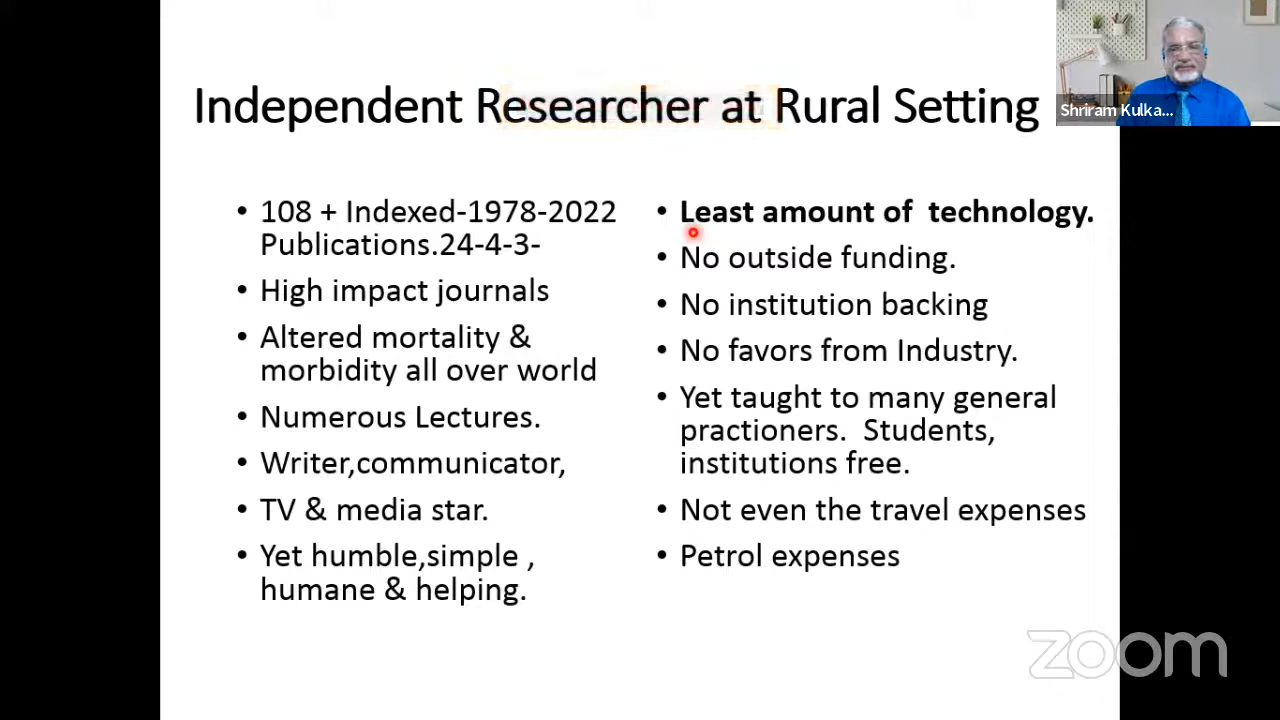 Independent Researcher at Rural Setting
Shriram Kulka...
• 108 + Indexed-1978-2022
Publications.24-4-3-
• High impact journals
• Altered mortality &
morbidity all over world
• Numerous Lectures.
• Writer,communicator,
• TV & media star.
• Yet humble,simple ,
humane & helping.
• Least amount of  technology.
• No outside funding.
• No institution backing
• No favors from Industry.
• Yet taught to many general
practioners.  Students,
institutions free.
• Not even the travel expenses
• Petrol expenses
zoom